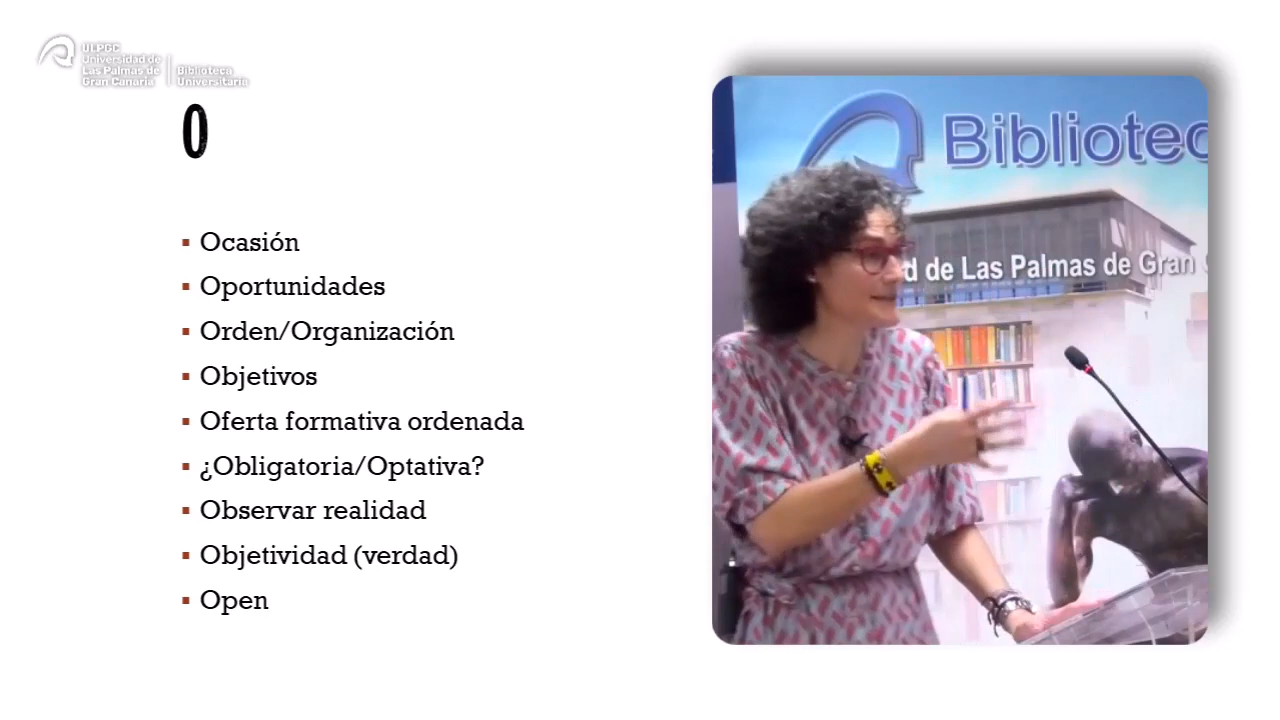 ULPGC
Universidad de
Las Palmas de
Gran Canaria
Biblioteca
Universitaria
O
Ocasión
Oportunidades
Orden/Organización
Objetivos
Oferta formativa ordenada
¿Obligatoria/Optativa?
Observar realidad
Objetividad (verdad)
Open
Bibliotec
d de Las Palmas de Gran